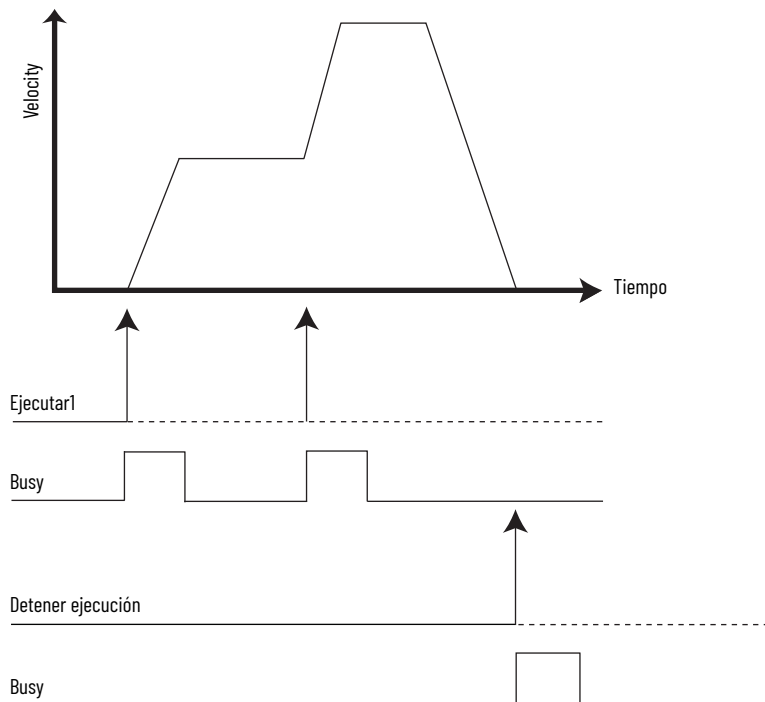 Velocity
Tiempo
Ejecutar1
Busy
Detener ejecución
Busy